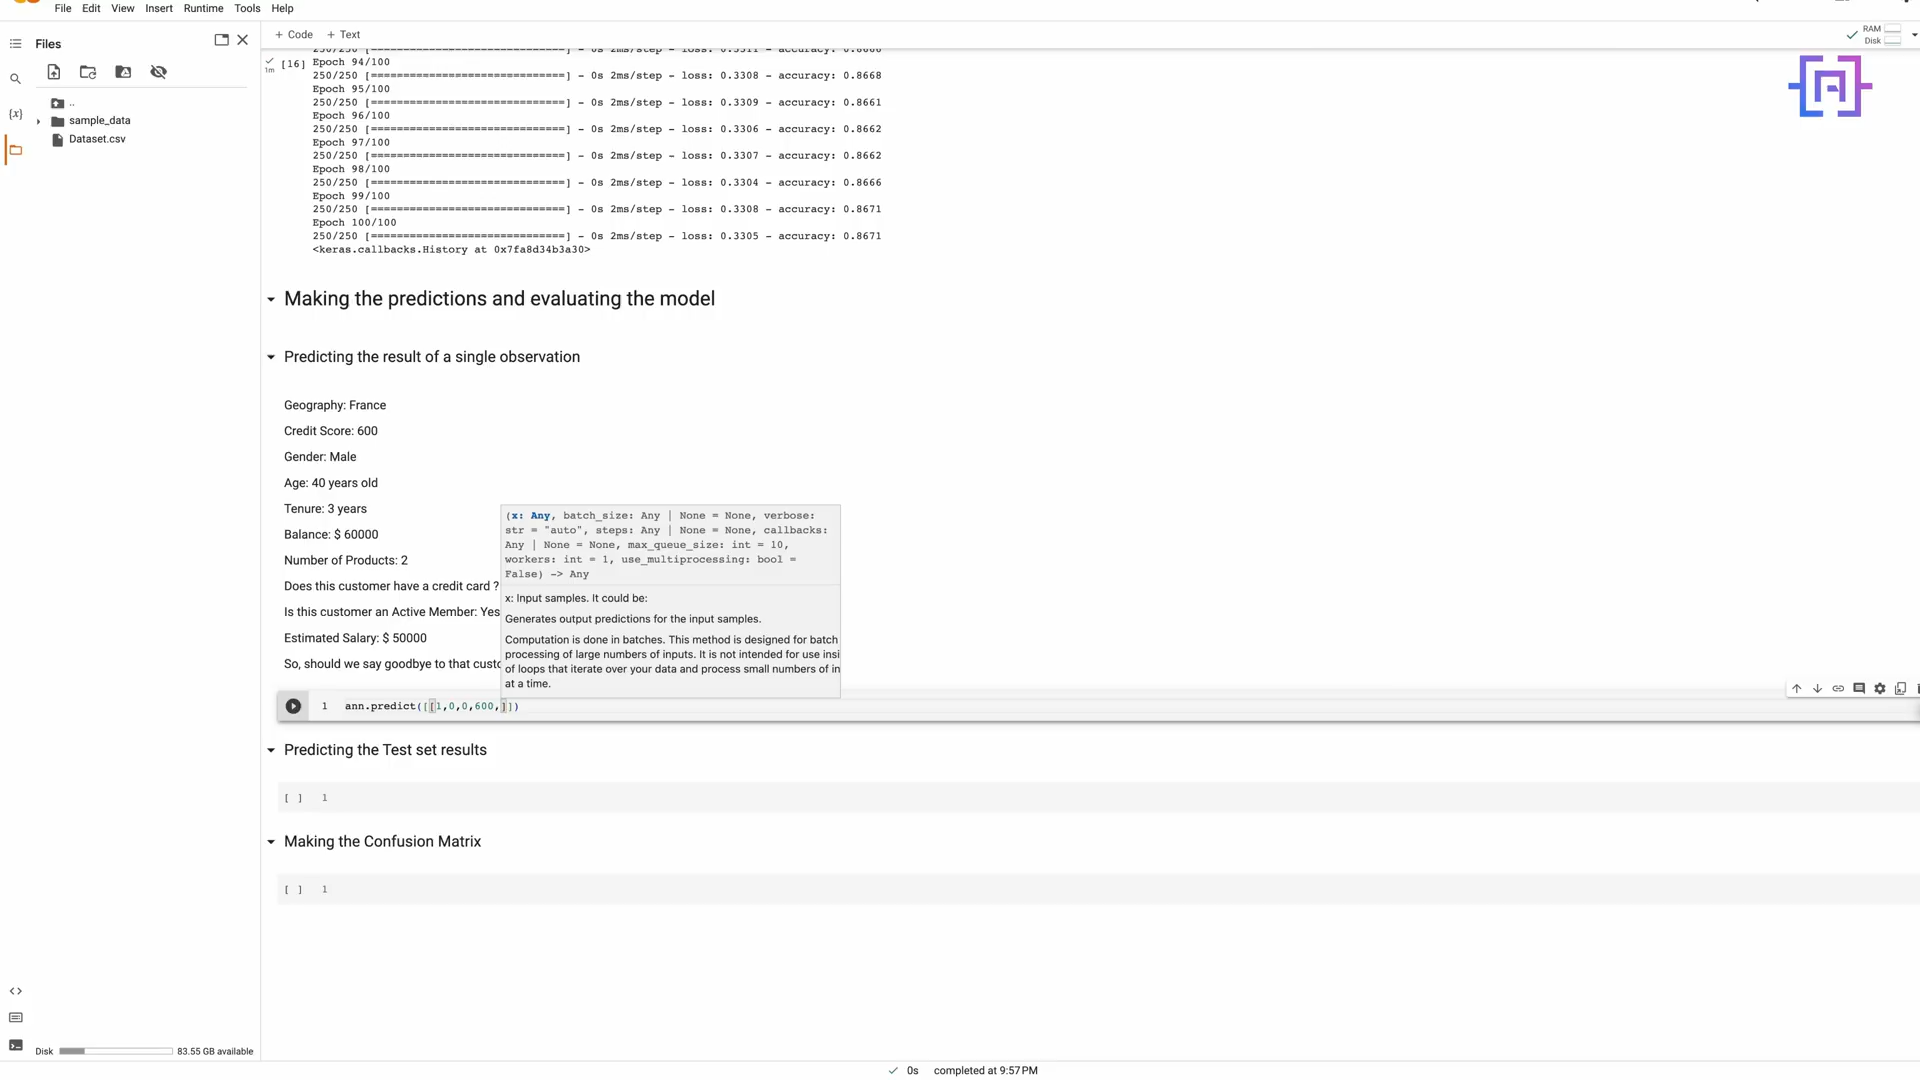 File Edit View Insert Runtime Tools Help
Files
..
sample_data
Dataset.csv
+ Code + Text
RAM
Disk
[16]
1m
250/250 [==============================] - 0s 2ms/step - loss: 0.3311 - accuracy: 0.8666
Epoch 94/100
250/250 [==============================] - 0s 2ms/step - loss: 0.3308 - accuracy: 0.8668
Epoch 95/100
250/250 [==============================] - 0s 2ms/step - loss: 0.3309 - accuracy: 0.8661
Epoch 96/100
250/250 [==============================] - 0s 2ms/step - loss: 0.3306 - accuracy: 0.8662
Epoch 97/100
250/250 [==============================] - 0s 2ms/step - loss: 0.3307 - accuracy: 0.8662
Epoch 98/100
250/250 [==============================] - 0s 2ms/step - loss: 0.3304 - accuracy: 0.8666
Epoch 99/100
250/250 [==============================] - 0s 2ms/step - loss: 0.3308 - accuracy: 0.8671
Epoch 100/100
250/250 [==============================] - 0s 2ms/step - loss: 0.3305 - accuracy: 0.8671
<keras.callbacks.History at 0x7fa8d34b3a30>
Making the predictions and evaluating the model
Predicting the result of a single observation
Geography: France
Credit Score: 600
Gender: Male
Age: 40 years old
Tenure: 3 years
Balance: $ 60000
Number of Products: 2
Does this customer have a credit card ?
Is this customer an Active Member: Yes
Estimated Salary: $ 50000
So, should we say goodbye to that custo
(x: Any, batch_size: Any | None = None, verbose:
str = "auto", steps: Any | None = None, callbacks:
Any | None = None, max_queue_size: int = 10,
workers: int = 1, use_multiprocessing: bool =
False) -> Any
x: Input samples. It could be:
Generates output predictions for the input samples.
Computation is done in batches. This method is designed for batch
processing of large numbers of inputs. It is not intended for use insi
of loops that iterate over your data and process small numbers of in
at a time.
1 ann.predict([[1,0,0,600,]])
Predicting the Test set results
[ ] 1
Making the Confusion Matrix
[ ] 1
Disk 83.55 GB available
0s completed at 9:57 PM